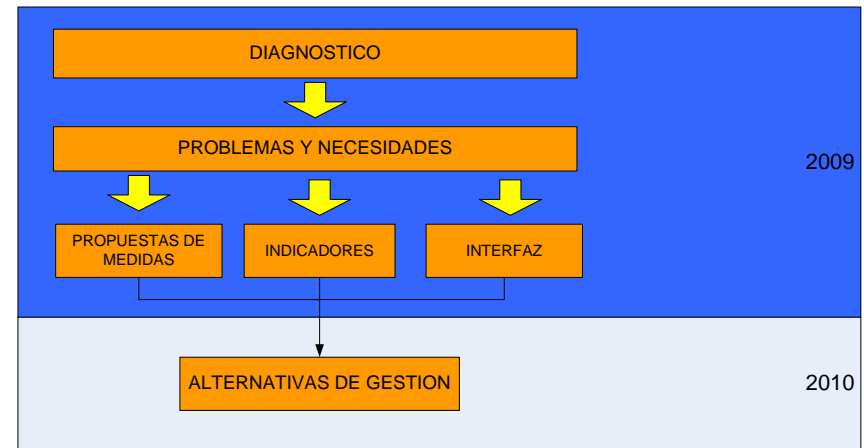 DIAGNOSTICO
PROBLEMAS Y NECESIDADES
2009
PROPUESTAS DE
MEDIDAS
INDICADORES
INTERFAZ
ALTERNATIVAS DE GESTION
2010